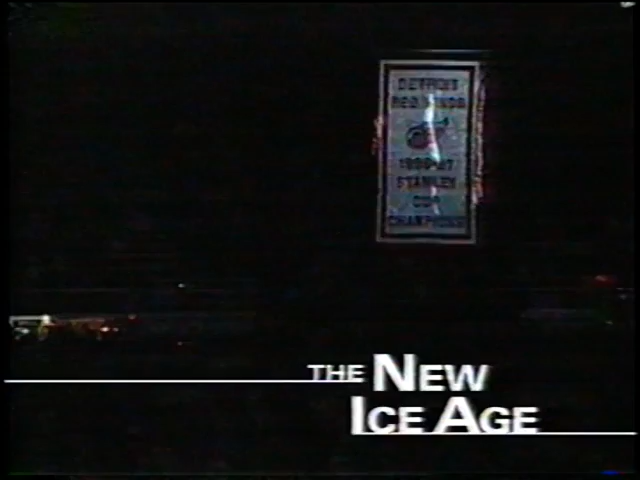 DETROIT
RED WINGS
1996-97
STANLEY
CUP
CHAMPIONS
THE NEW
ICE AGE